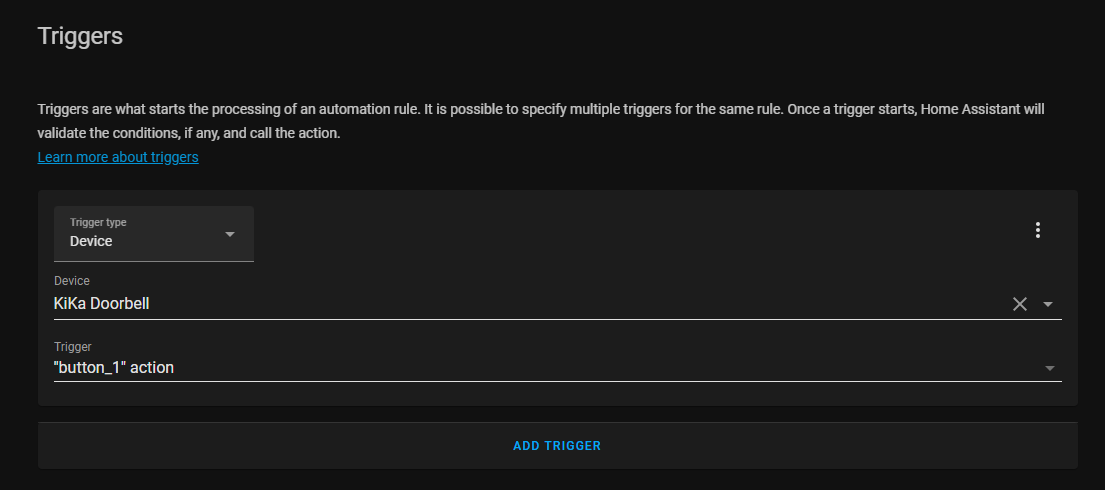 Triggers
Triggers are what starts the processing of an automation rule. It is possible to specify multiple triggers for the same rule. Once a trigger starts, Home Assistant will
validate the conditions, if any, and call the action.
Learn more about triggers
Trigger type
Device
Device
KiKa Doorbell
Trigger
"button_1" action
ADD TRIGGER